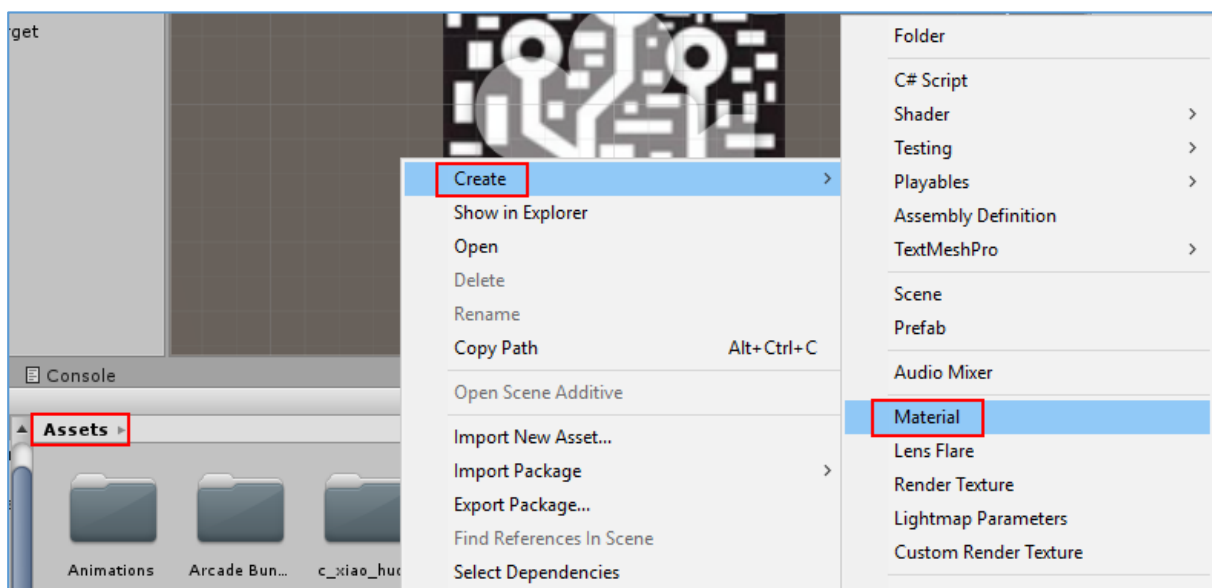 rget
Console
Assets
Animations
Arcade Bun...
c_xiao_huo
Create
Show in Explorer
Open
Delete
Rename
Copy Path Alt+Ctrl+C
Open Scene Additive
Import New Asset...
Import Package
Export Package...
Find References In Scene
Select Dependencies
Folder
C# Script
Shader
Testing
Playables
Assembly Definition
TextMeshPro
Scene
Prefab
Audio Mixer
Material
Lens Flare
Render Texture
Lightmap Parameters
Custom Render Texture